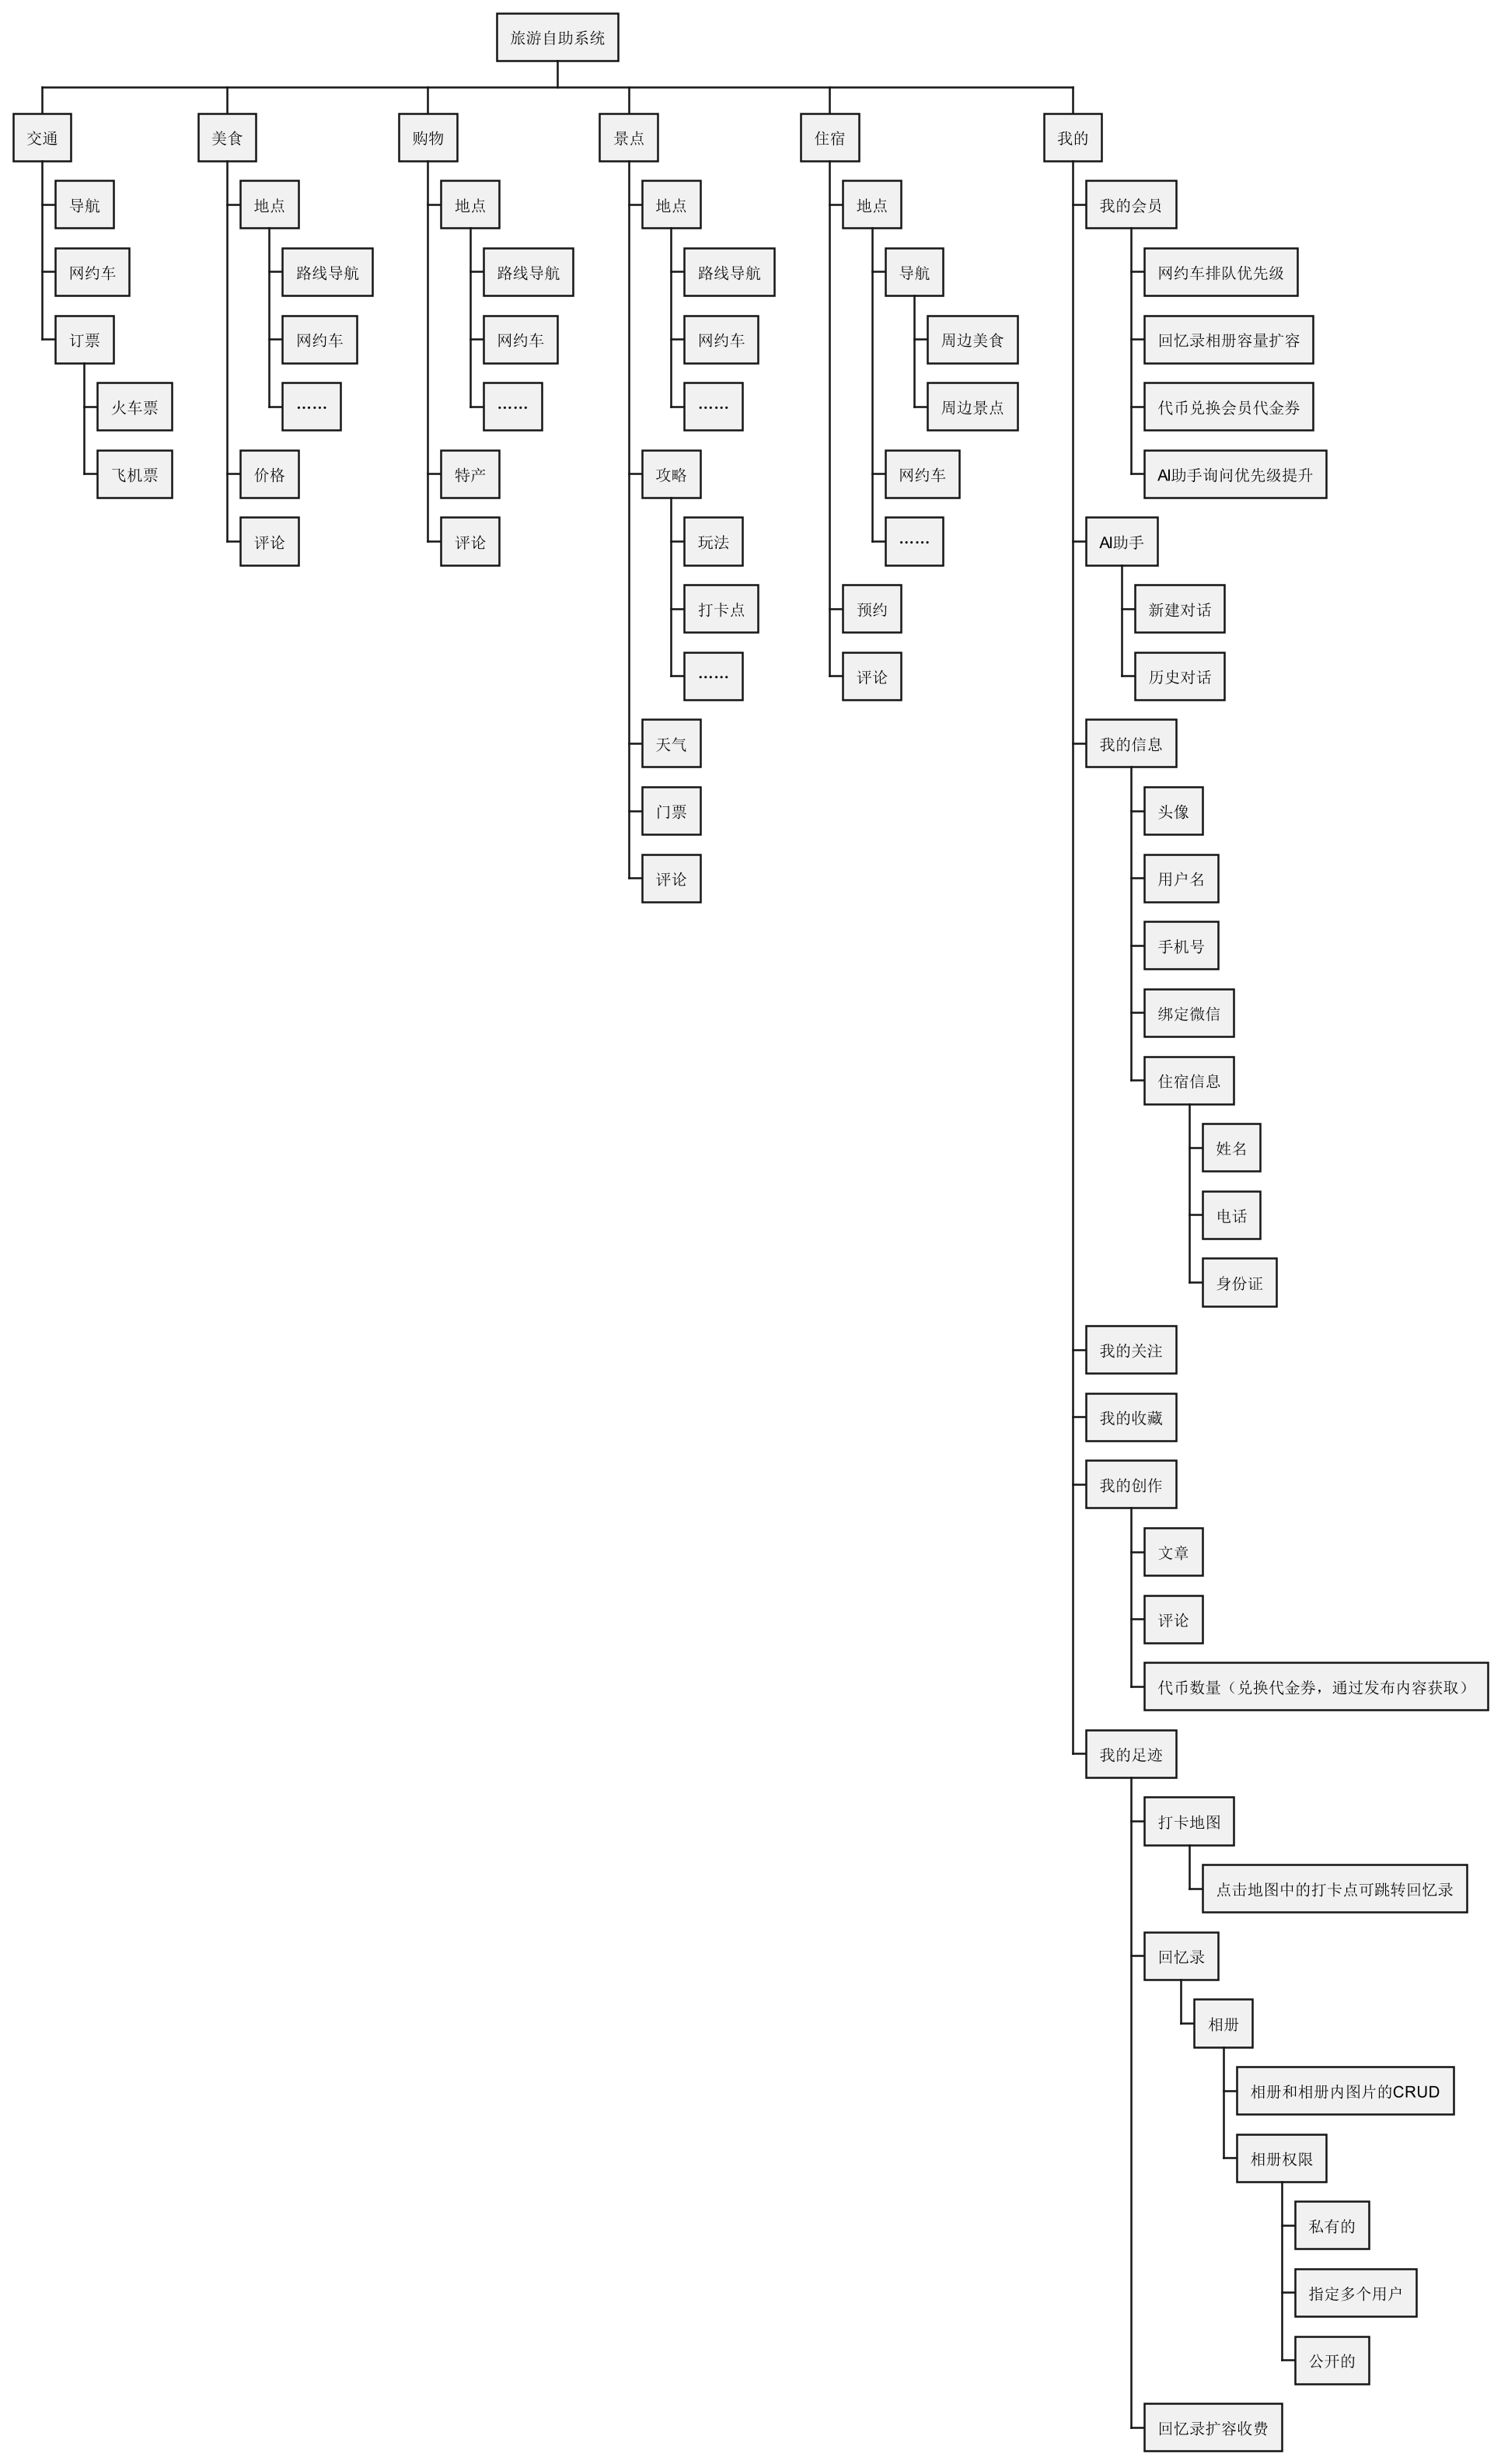 旅游自助系统
交通
导航
网约车
订票
火车票
飞机票
美食
地点
路线导航
网约车
……
价格
评论
购物
地点
路线导航
网约车
……
特产
评论
景点
地点
路线导航
网约车
……
攻略
玩法
打卡点
……
天气
门票
评论
住宿
地点
导航
周边美食
周边景点
网约车
……
预约
评论
我的
我的会员
网约车排队优先级
回忆录相册容量扩容
代币兑换会员代金券
AI助手询问优先级提升
AI助手
新建对话
历史对话
我的信息
头像
用户名
手机号
绑定微信
住宿信息
姓名
电话
身份证
我的关注
我的收藏
我的创作
文章
评论
代币数量（兑换代金券，通过发布内容获取）
我的足迹
打卡地图
点击地图中的打卡点可跳转回忆录
回忆录
相册
相册和相册内图片的CRUD
相册权限
私有的
指定多个用户
公开的
回忆录扩容收费